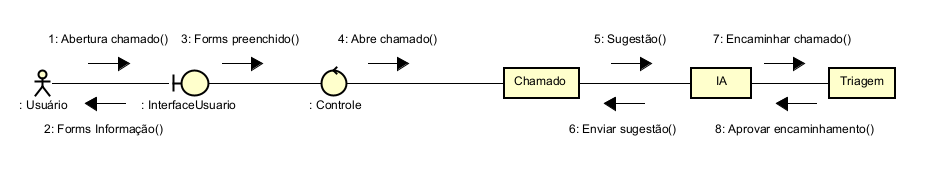 1: Abertura chamado()
3: Forms preenchido()
4: Abre chamado()
5: Sugestão()
7: Encaminhar chamado()
Chamado
IA
Triagem
: Usuário
: InterfaceUsuario
: Controle
2: Forms Informação()
6: Enviar sugestão()
8: Aprovar encaminhamento()